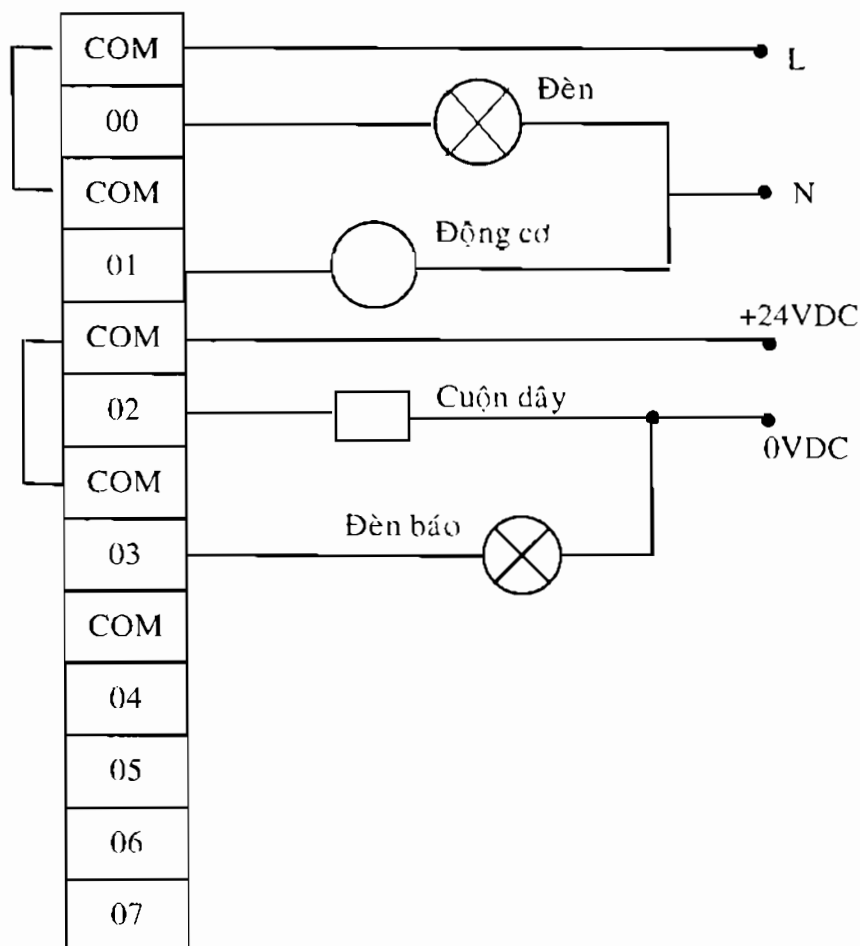 COM
L
00
Đèn
COM
N
01
Động cơ
COM
+24VDC
02
Cuộn dây
0VDC
COM
03
Đèn báo
COM
04
05
06
07